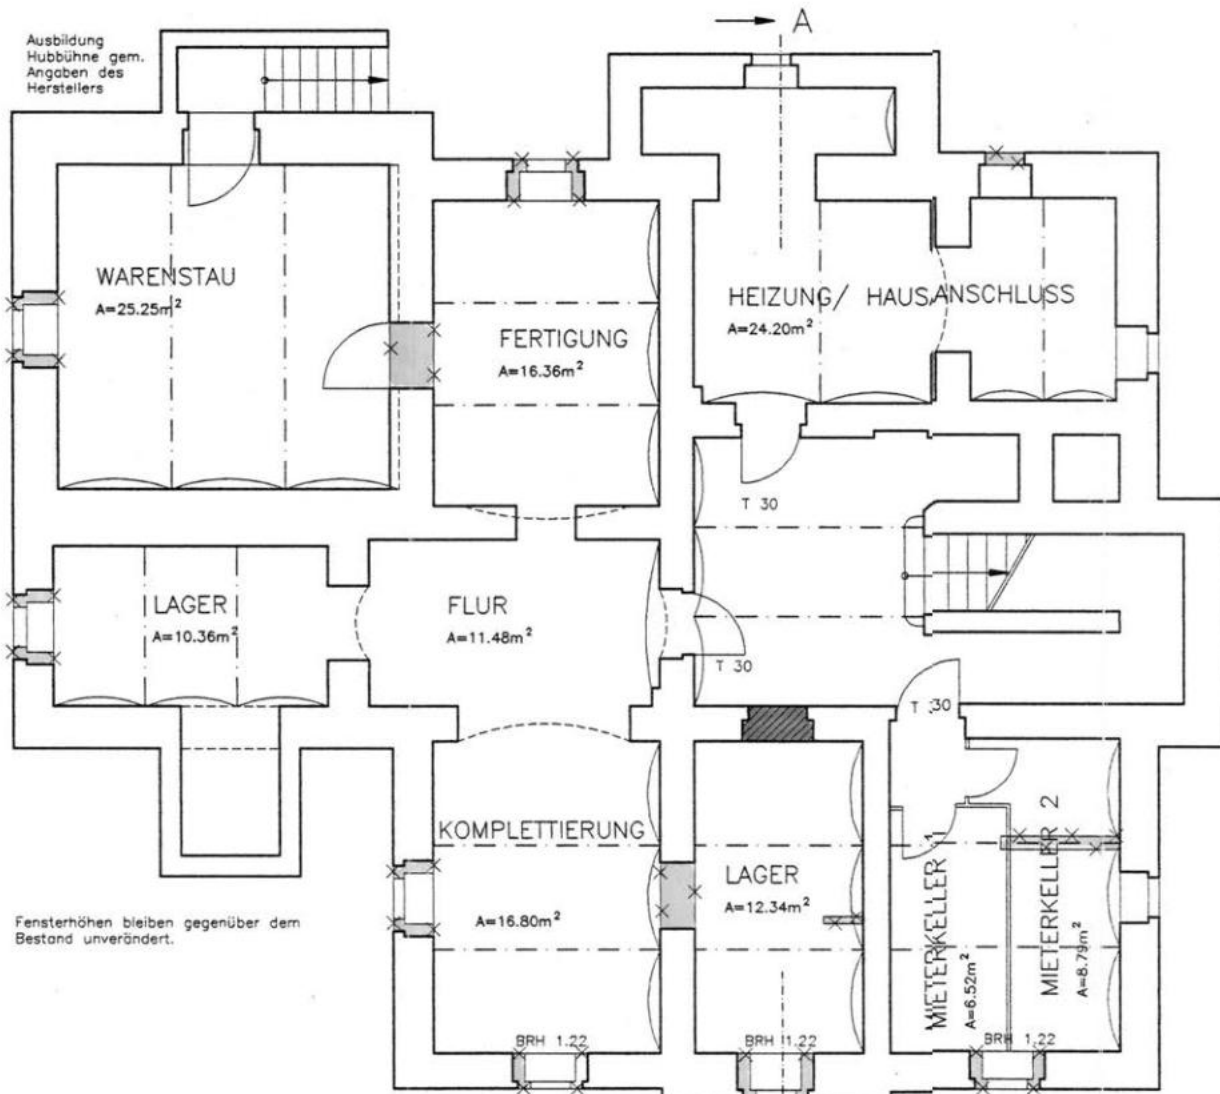 A
Ausbildung
Hubbühne gem.
Angaben des
Herstellers
WARENSTAU
A=25.25m²
FERTIGUNG
A=16.36m²
HEIZUNG/ HAUSANSCHLUSS
A=24.20m²
T 30
LAGER
A=10.36m²
FLUR
A=11.48m²
T 30
T 30
KOMPLETTIERUNG
A=16.80m²
LAGER
A=12.34m²
MIETERKELLER 1
A=6.52m²
MIETERKELLER 2
A=8.79m²
Fensterhöhen bleiben gegenüber dem
Bestand unverändert.
BRH 1.22
BRH 1.22
BRH 1.22